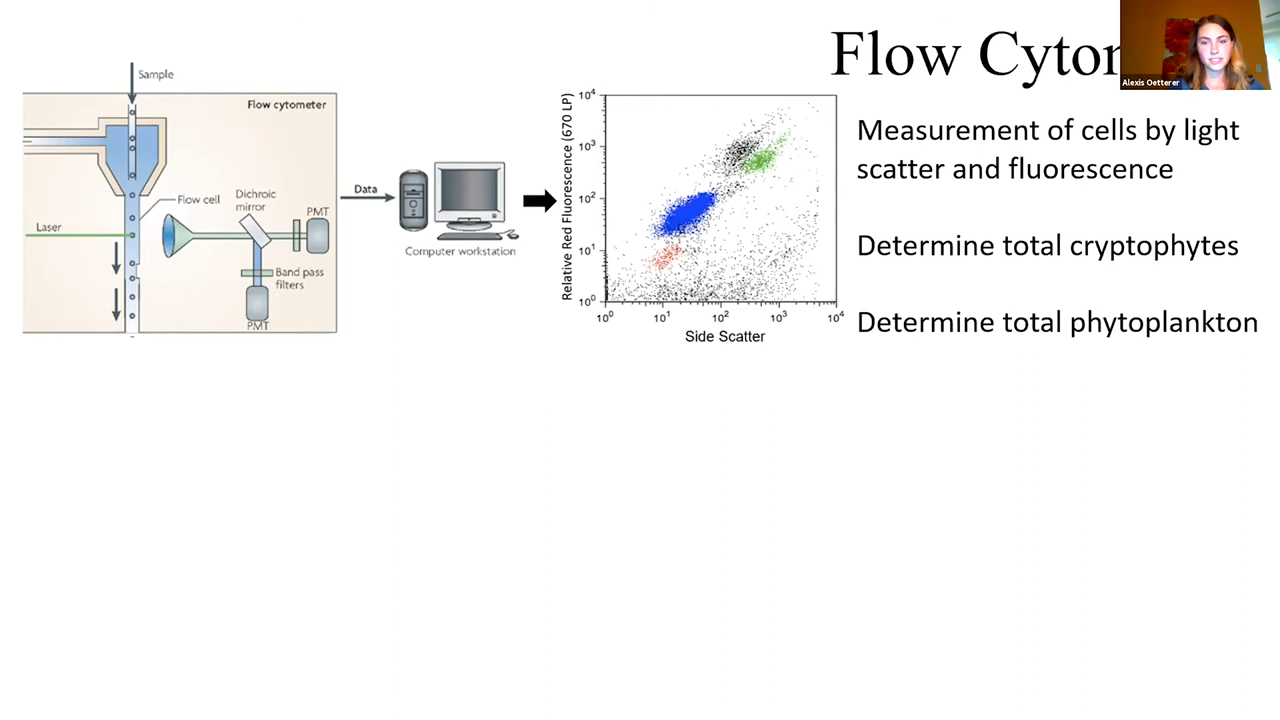 Flow Cytom
Alexis Oetterer
Sample
Flow cytometer
Flow cell
Laser
Dichroic
mirror
PMT
Band pass
filters
PMT
Data
Computer workstation
Relative Red Fluorescence (670 LP)
10⁴
10³
10²
10¹
10⁰
10⁰ 10¹ 10² 10³ 10⁴
Side Scatter
Measurement of cells by light
scatter and fluorescence
Determine total cryptophytes
Determine total phytoplankton